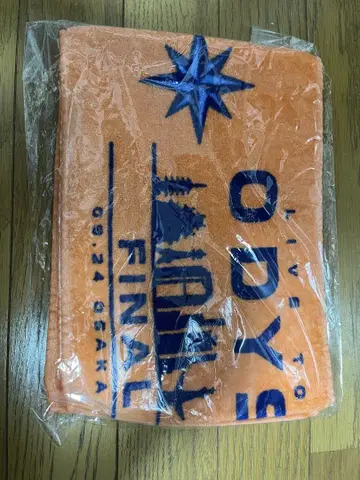 LIVE TO
ODYS
FINAL
09.24 OSAKA